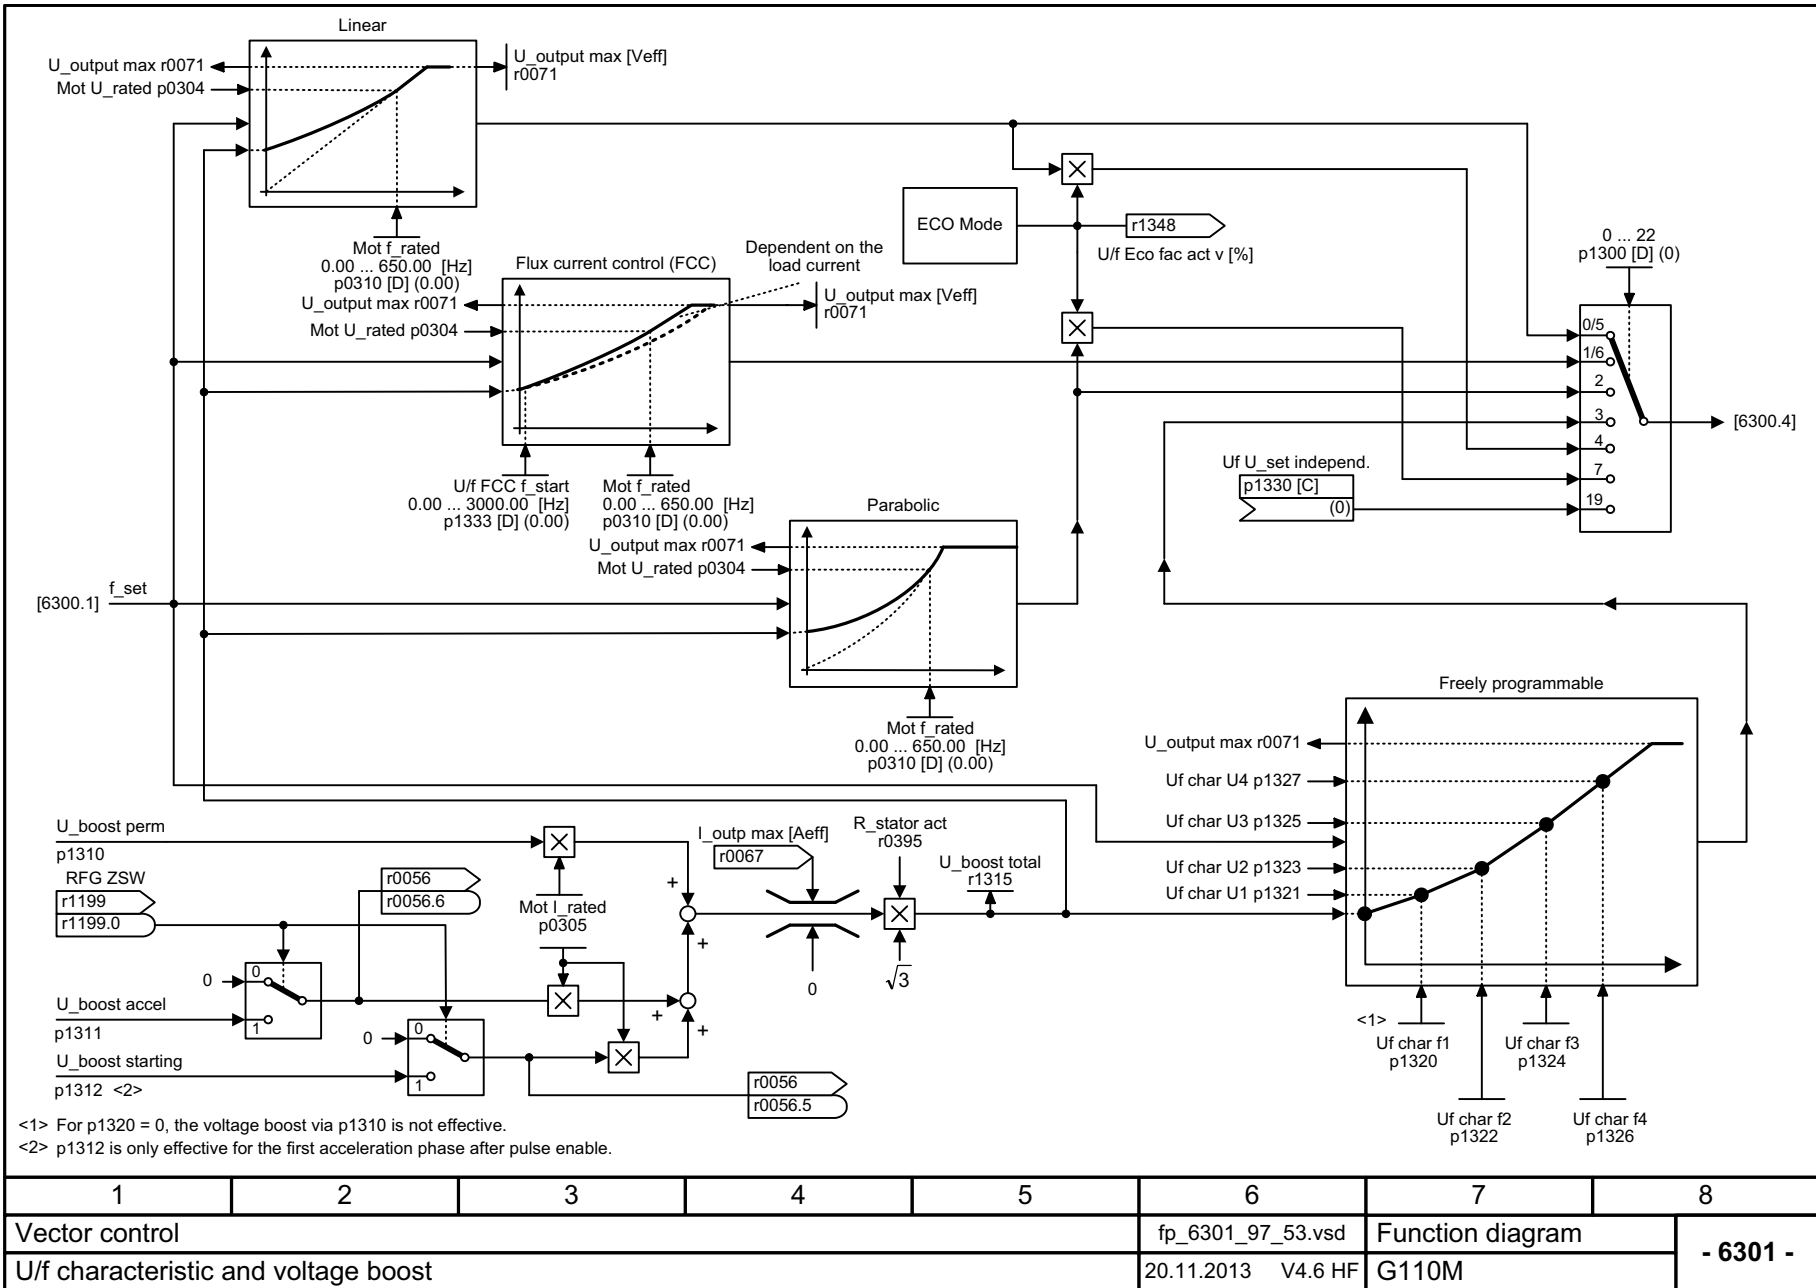 Linear
U_output max r0071
U_output max [Veff]
r0071
Mot U_rated p0304
Mot f_rated
0.00 ... 650.00 [Hz]
p0310 [D] (0.00)
Flux current control (FCC)
Dependent on the
load current
U_output max r0071
U_output max [Veff]
r0071
Mot U_rated p0304
ECO Mode
r1348
U/f Eco fac act v [%]
0 ... 22
p1300 [D] (0)
0/5
1/6
2
3
4
7
19
[6300.4]
Uf U_set independ.
p1330 [C]
(0)
U/f FCC f_start
0.00 ... 3000.00 [Hz]
p1333 [D] (0.00)
Mot f_rated
0.00 ... 650.00 [Hz]
p0310 [D] (0.00)
Parabolic
U_output max r0071
Mot U_rated p0304
[6300.1]
f_set
Mot f_rated
0.00 ... 650.00 [Hz]
p0310 [D] (0.00)
Freely programmable
U_output max r0071
Uf char U4 p1327
Uf char U3 p1325
Uf char U2 p1323
Uf char U1 p1321
<1>
Uf char f1
p1320
Uf char f3
p1324
Uf char f2
p1322
Uf char f4
p1326
U_boost perm
p1310
RFG ZSW
r1199
r1199.0
r0056
r0056.6
Mot I_rated
p0305
I_outp max [Aeff]
r0067
R_stator act
r0395
U_boost total
r1315
+
+
+
+
0
√3
0
0
1
U_boost accel
p1311
0
0
1
U_boost starting
p1312 <2>
r0056
r0056.5
<1> For p1320 = 0, the voltage boost via p1310 is not effective.
<2> p1312 is only effective for the first acceleration phase after pulse enable.
1 2 3 4 5 6 7 8
Vector control
fp_6301_97_53.vsd
Function diagram
- 6301 -
U/f characteristic and voltage boost
20.11.2013 V4.6 HF
G110M